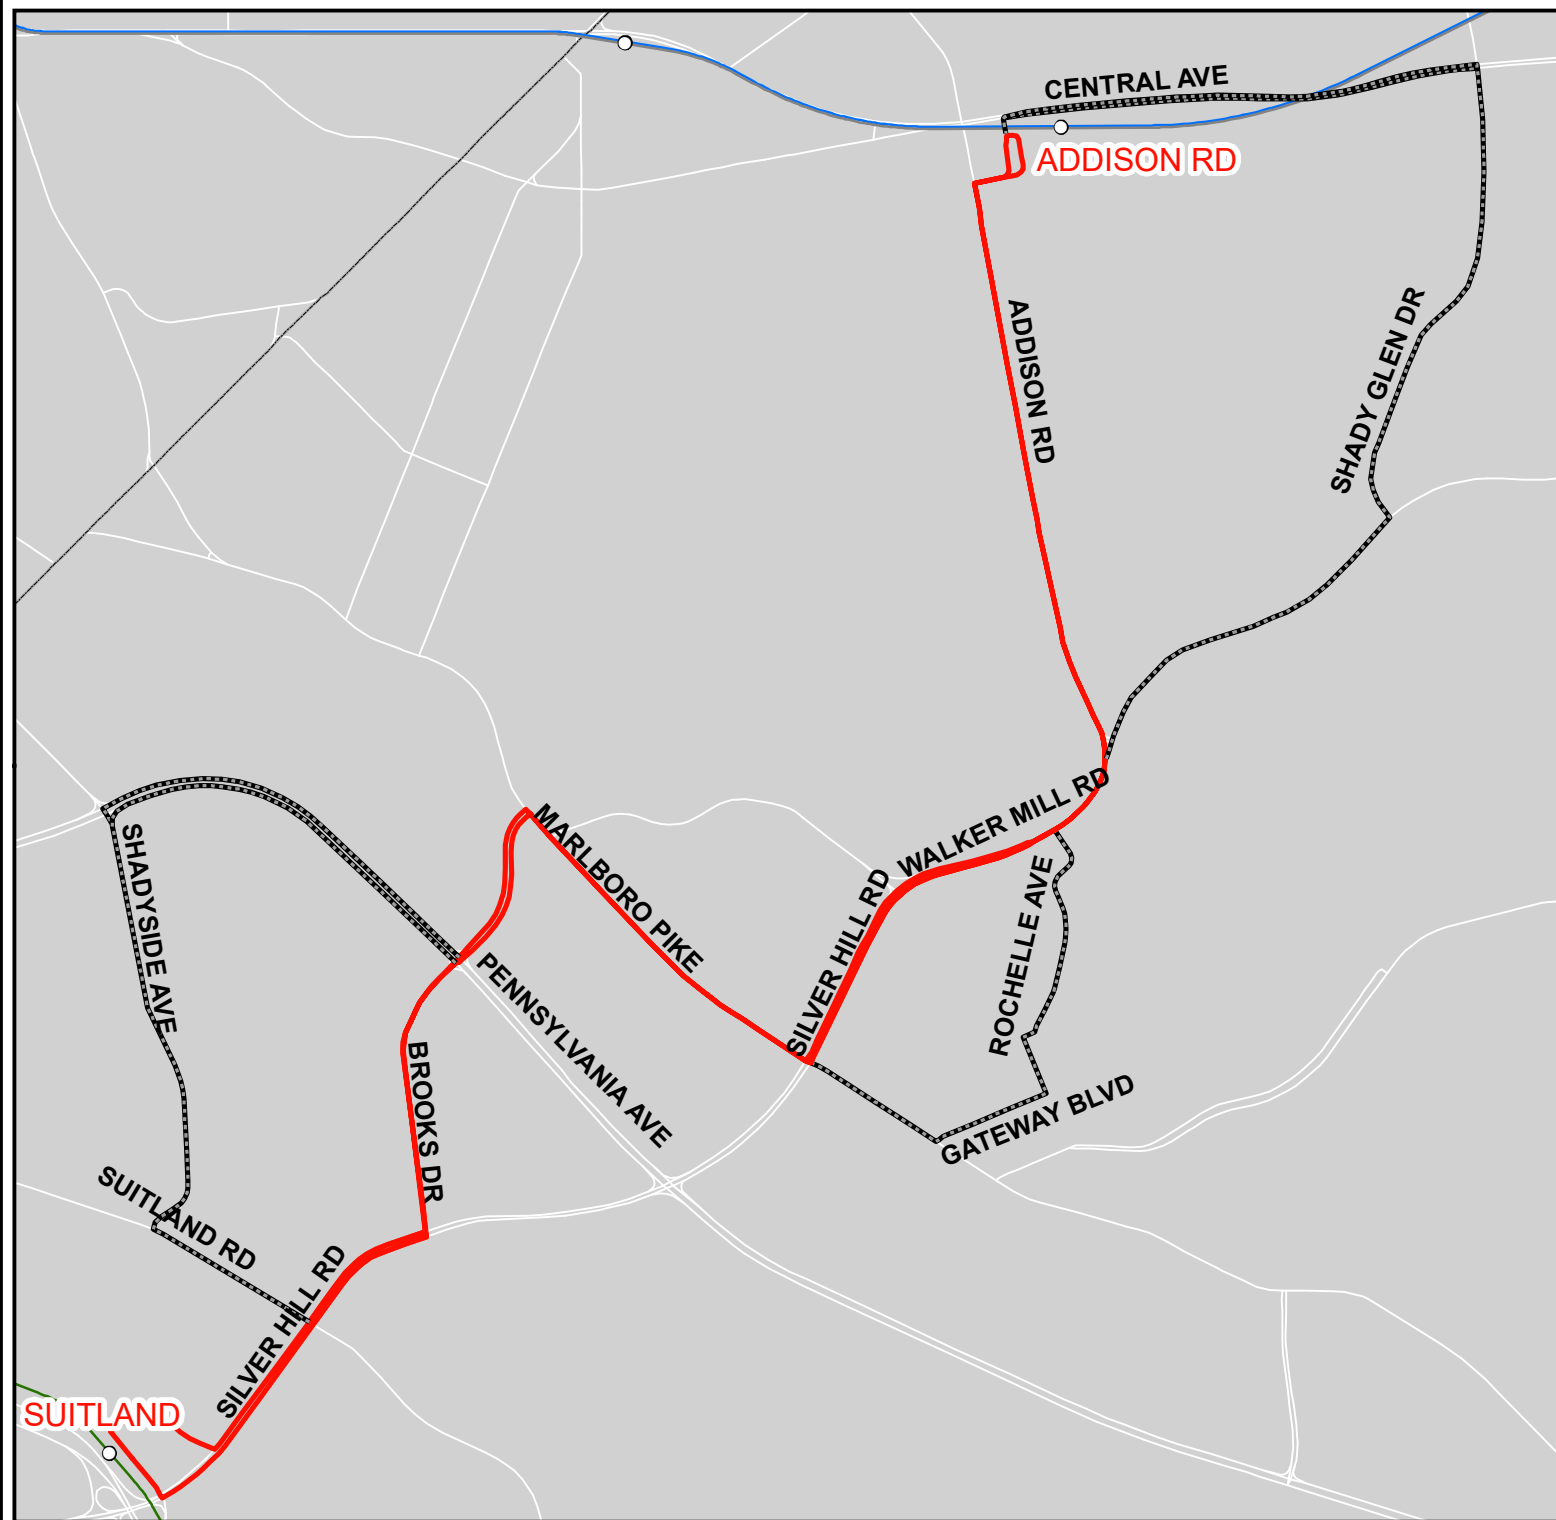 CENTRAL AVE
ADDISON RD
ADDISON RD
SHADY GLEN DR
WALKER MILL RD
MARLBORO PIKE
SILVER HILL RD
ROCHELLE AVE
SHADYSIDE AVE
PENNSYLVANIA AVE
BROOKS DR
GATEWAY BLVD
SUITLAND RD
SILVER HILL RD
SUITLAND